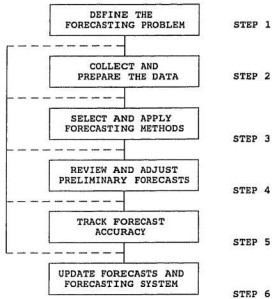 DEFINE THE
FORECASTING PROBLEM
STEP 1
COLLECT AND
PREPARE THE DATA
STEP 2
SELECT AND APPLY
FORECASTING METHODS
STEP 3
REVIEW AND ADJUST
PRELIMINARY FORECASTS
STEP 4
TRACK FORECAST
ACCURACY
STEP 5
UPDATE FORECASTS AND
FORECASTING SYSTEM
STEP 6